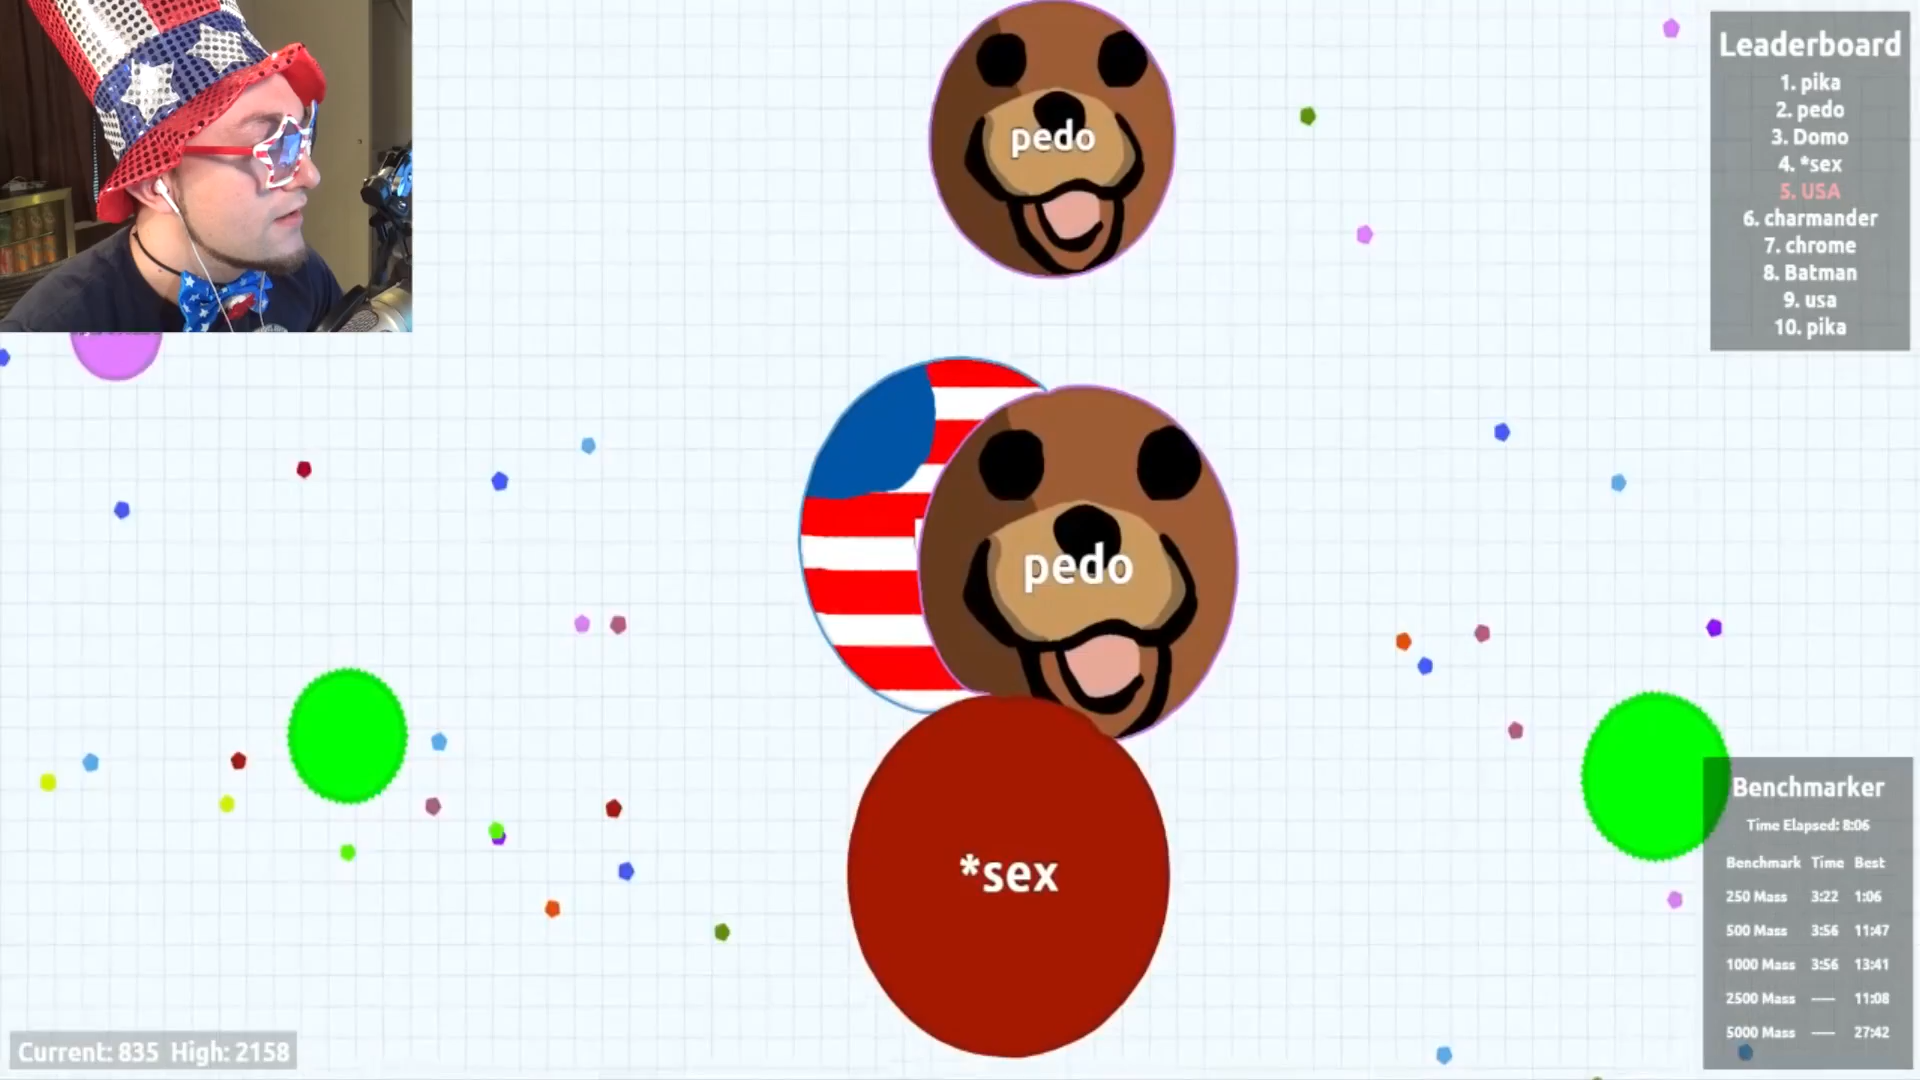 pedo
pedo
*sex
Leaderboard
1. pika
2. pedo
3. Domo
4. *sex
5. USA
6. charmander
7. chrome
8. Batman
9. usa
10. pika
Benchmarker
Time Elapsed: 8:06
Benchmark Time Best
250 Mass 3:22 1:06
500 Mass 3:56 11:47
1000 Mass 3:56 13:41
2500 Mass —— 11:08
5000 Mass —— 27:42
Current: 835 High: 2158